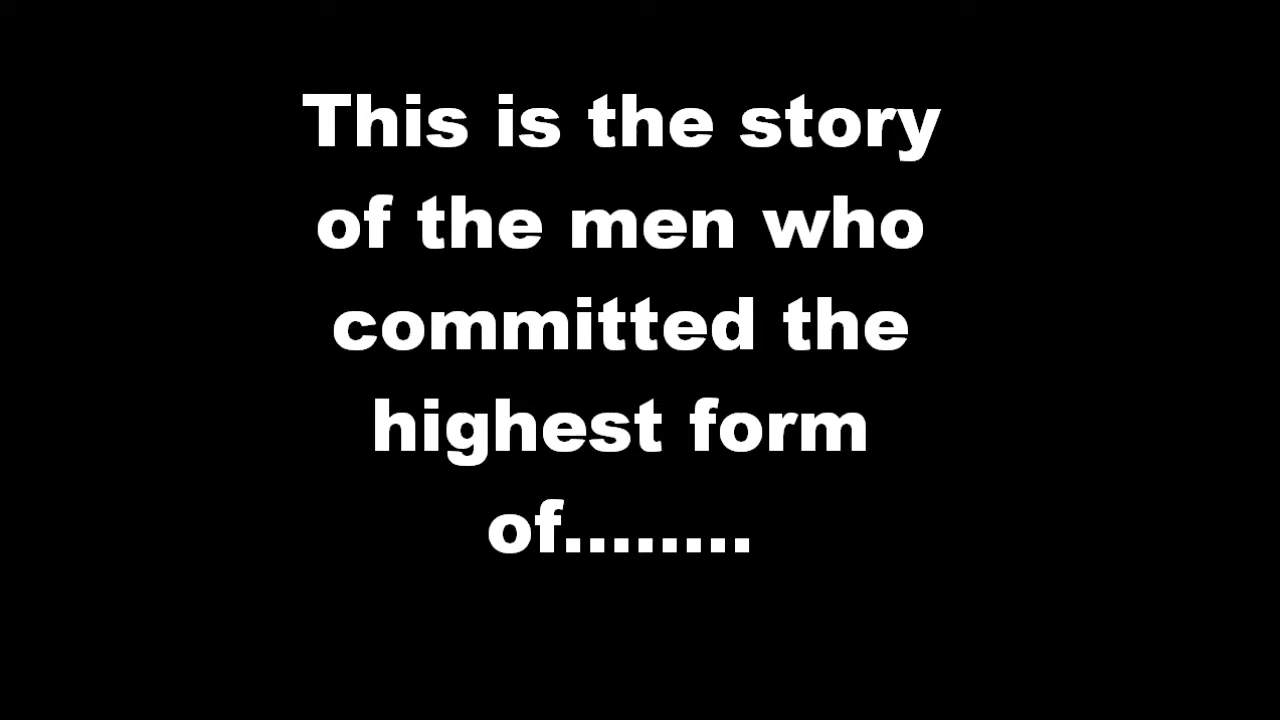 This is the story
of the men who
committed the
highest form
of........